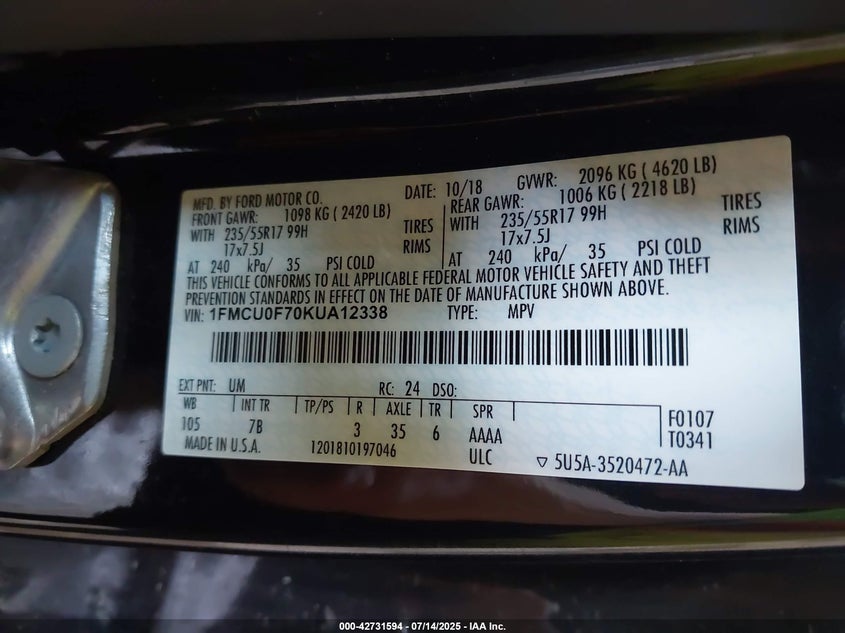 MFD. BY FORD MOTOR CO. DATE: 10/18 GVWR: 2096 KG ( 4620 LB)
FRONT GAWR: 1098 KG ( 2420 LB) REAR GAWR: 1006 KG ( 2218 LB)
WITH 235/55R17 99H TIRES WITH 235/55R17 99H TIRES
17x7.5J RIMS 17x7.5J RIMS
AT 240 kPa/ 35 PSI COLD AT 240 kPa/ 35 PSI COLD
THIS VEHICLE CONFORMS TO ALL APPLICABLE FEDERAL MOTOR VEHICLE SAFETY AND THEFT
PREVENTION STANDARDS IN EFFECT ON THE DATE OF MANUFACTURE SHOWN ABOVE.
VIN: 1FMCU0F70KUA12338 TYPE: MPV
EXT PNT: UM RC: 24 DSO:
WB INT TR TP/PS R AXLE TR SPR F0107
105 7B 3 35 6 AAAA T0341
MADE IN U.S.A. 1201810197046 ULC ▽ 5U5A-3520472-AA
000-42731594 - 07/14/2025 - IAA Inc.